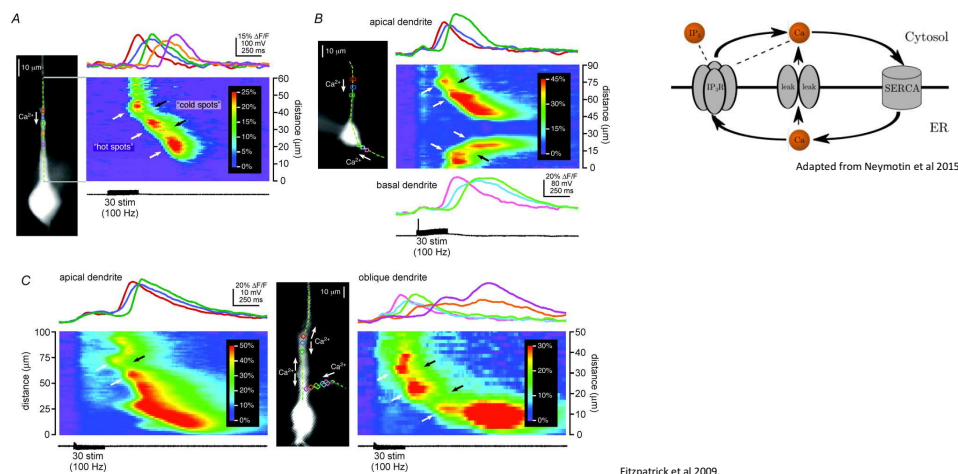 A
15% ΔF/F
100 mV
250 ms
10 μm
Ca²⁺
25%
20%
15%
10%
5%
0%
"cold spots"
"hot spots"
60
50
40
30
20
10
0
distance (μm)
30 stim
(100 Hz)
B
apical dendrite
10 μm
Ca²⁺
Ca²⁺
45%
30%
15%
0%
90
75
60
45
30
15
0
15
distance (μm)
basal dendrite
20% ΔF/F
80 mV
250 ms
30 stim
(100 Hz)
IP₃
Ca
Cytosol
IP₃R
leak
leak
SERCA
ER
Ca
Adapted from Neymotin et al 2015
C
apical dendrite
20% ΔF/F
10 mV
250 ms
100
75
50
25
0
distance (μm)
50%
40%
30%
20%
10%
0%
30 stim
(100 Hz)
10 μm
Ca²⁺
Ca²⁺
Ca²⁺
Ca²⁺
oblique dendrite
30%
20%
10%
0%
50
40
30
20
10
0
distance (μm)
30 stim
(100 Hz)
Fitzpatrick et al 2009.